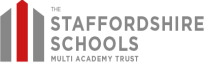 THE
STAFFORDSHIRE
SCHOOLS
MULTI ACADEMY TRUST